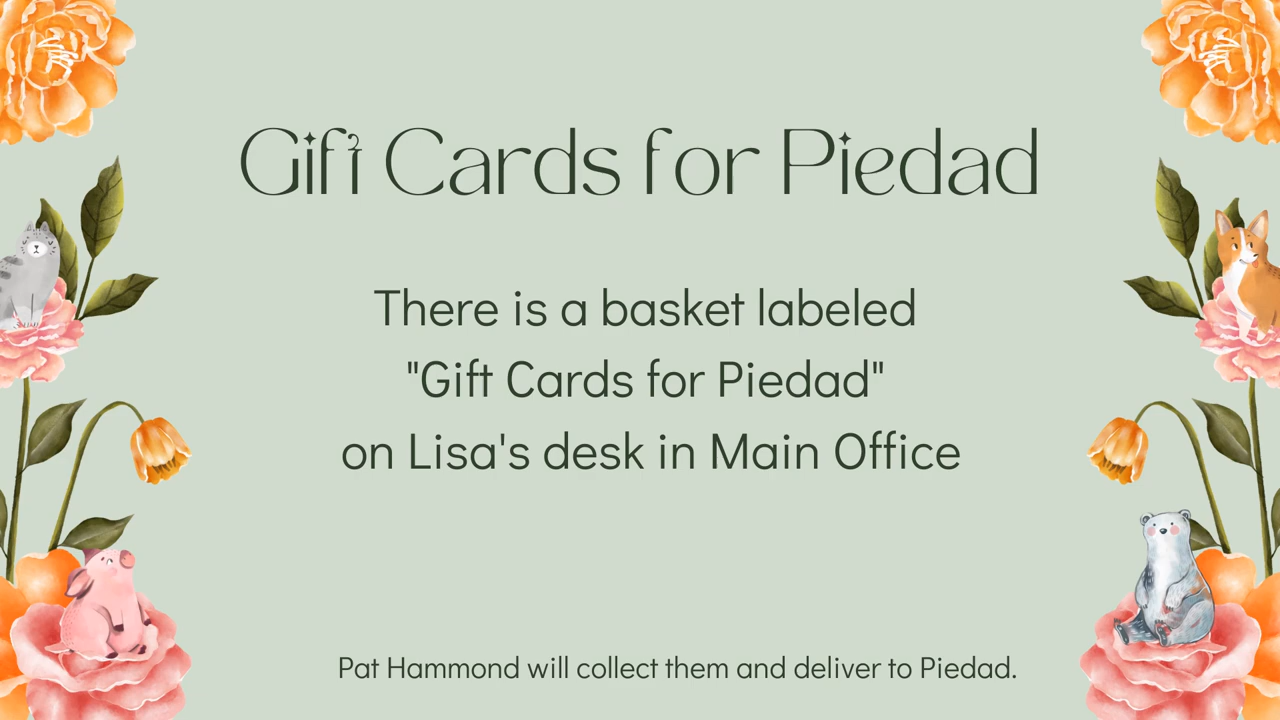 Gift Cards for Piedad
There is a basket labeled
"Gift Cards for Piedad"
on Lisa's desk in Main Office
Pat Hammond will collect them and deliver to Piedad.